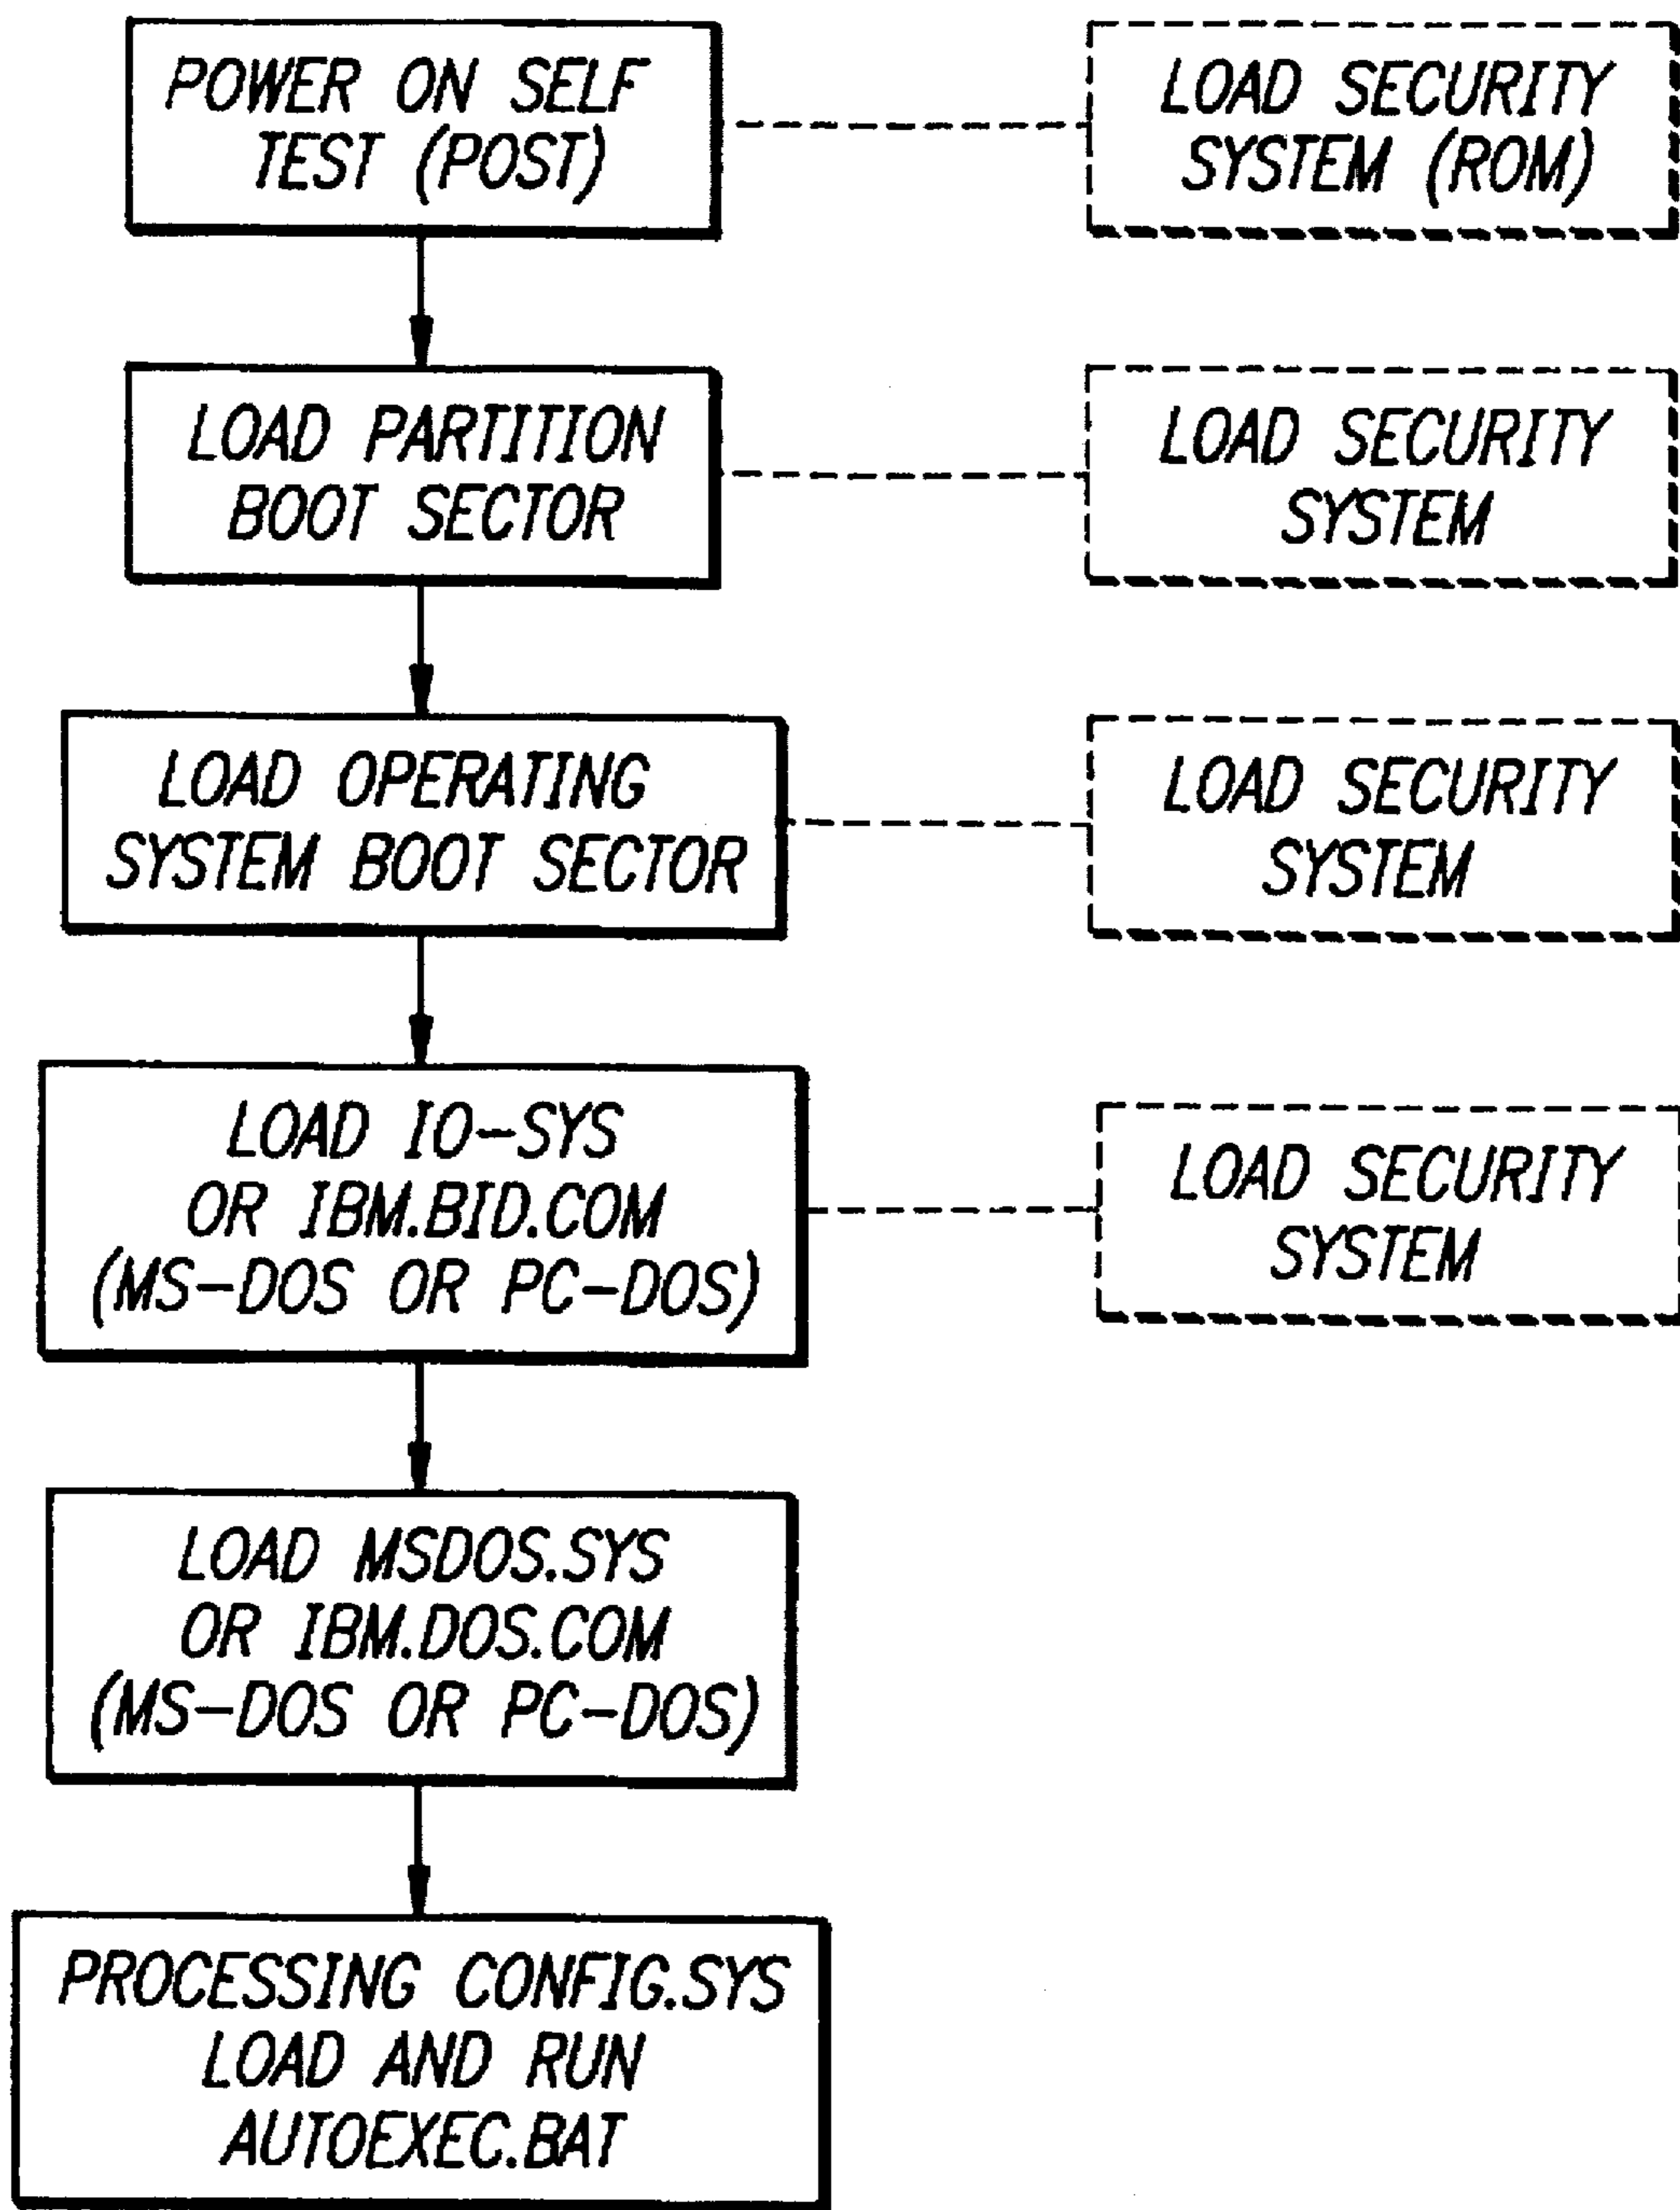 POWER ON SELF
TEST (POST)
LOAD SECURITY
SYSTEM (ROM)
LOAD PARTITION
BOOT SECTOR
LOAD SECURITY
SYSTEM
LOAD OPERATING
SYSTEM BOOT SECTOR
LOAD SECURITY
SYSTEM
LOAD IO-SYS
OR IBM.BID.COM
(MS-DOS OR PC-DOS)
LOAD SECURITY
SYSTEM
LOAD MSDOS.SYS
OR IBM.DOS.COM
(MS-DOS OR PC-DOS)
PROCESSING CONFIG.SYS
LOAD AND RUN
AUTOEXEC.BAT